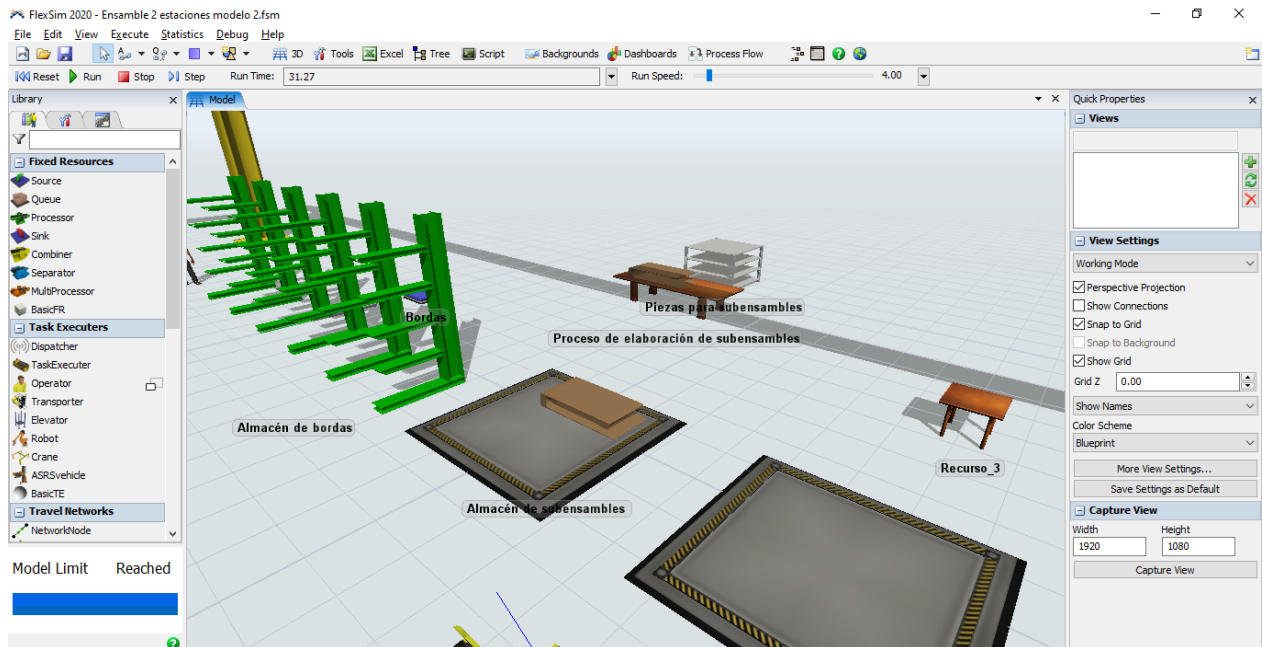 FlexSim 2020 - Ensamble 2 estaciones modelo 2.fsm
File Edit View Execute Statistics Debug Help
3D Tools Excel Tree Script Backgrounds Dashboards Process Flow
Reset Run Stop Step Run Time: 31.27 Run Speed: 4.00
Library
Model
Quick Properties
Views
Fixed Resources
Source
Queue
Processor
Sink
Combiner
Separator
MultiProcessor
BasicFR
Task Executers
Dispatcher
TaskExecuter
Operator
Transporter
Elevator
Robot
Crane
ASRSvehicle
BasicTE
Travel Networks
NetworkNode
Model Limit Reached
Bordas
Piezas para subensambles
Proceso de elaboración de subensambles
Almacén de bordas
Recurso_3
Almacén de subensambles
View Settings
Working Mode
Perspective Projection
Show Connections
Snap to Grid
Snap to Background
Show Grid
Grid Z 0.00
Show Names
Color Scheme
Blueprint
More View Settings...
Save Settings as Default
Capture View
Width Height
1920 1080
Capture View